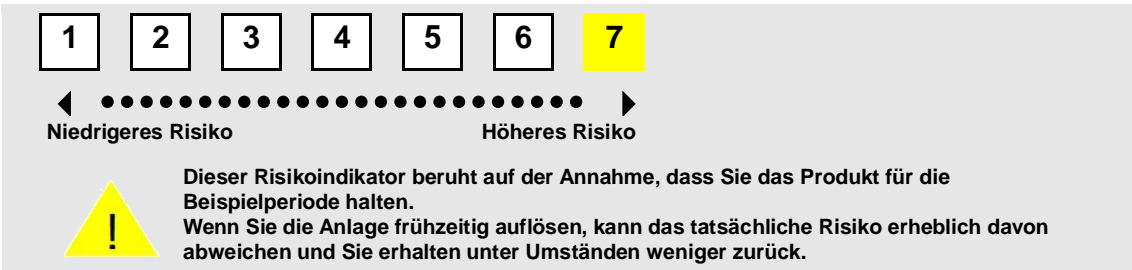 1 2 3 4 5 6 7
Niedrigeres Risiko Höheres Risiko
Dieser Risikoindikator beruht auf der Annahme, dass Sie das Produkt für die
Beispielperiode halten.
Wenn Sie die Anlage frühzeitig auflösen, kann das tatsächliche Risiko erheblich davon
abweichen und Sie erhalten unter Umständen weniger zurück.
!